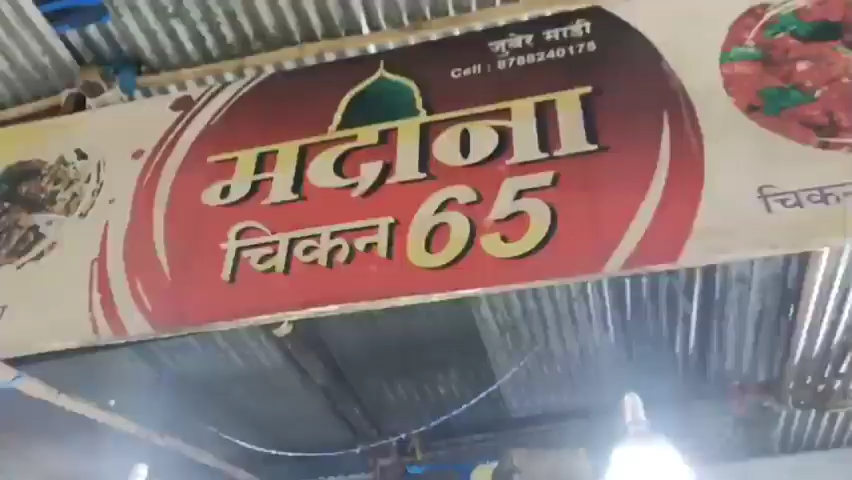 जुबेर भाडी
Cell : 8788240175
मदीना
चिकन 65
चिकन